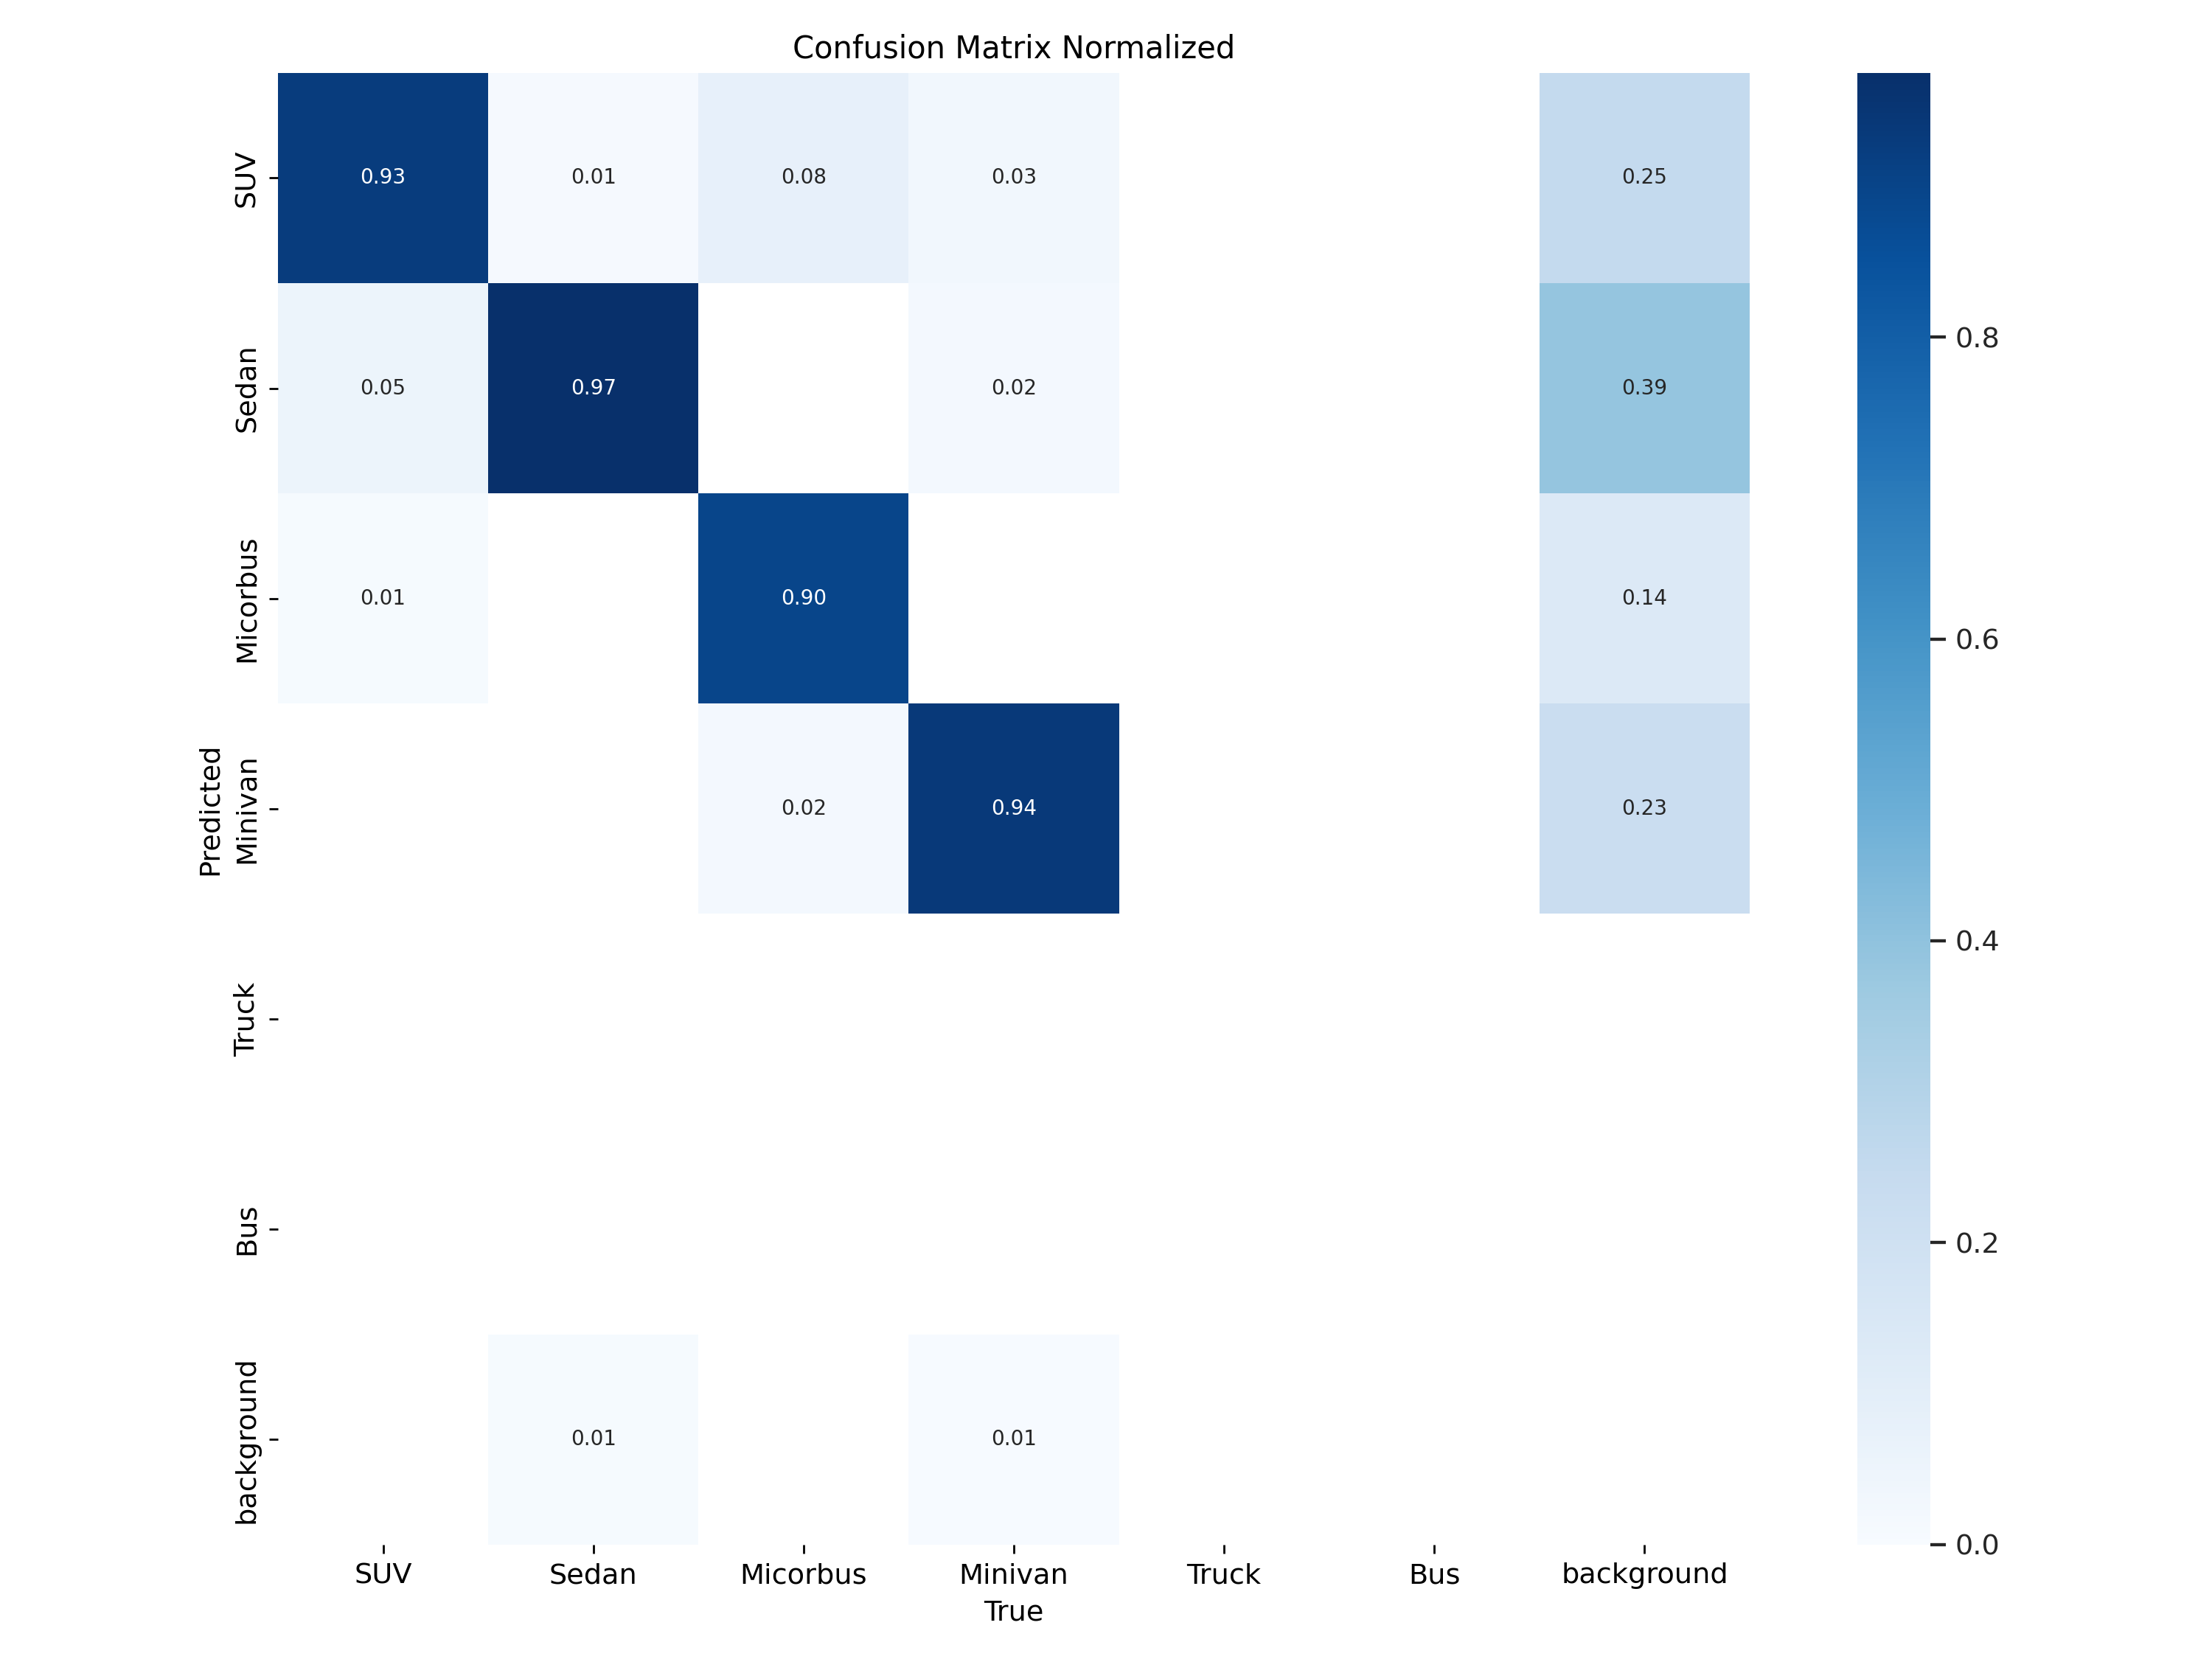 Confusion Matrix Normalized
SUV
0.93
0.01
0.08
0.03
0.25
Sedan
0.05
0.97
0.02
0.39
Micorbus
0.01
0.90
0.14
Minivan
0.02
0.94
0.23
Truck
Bus
background
0.01
0.01
Predicted
SUV
Sedan
Micorbus
Minivan
Truck
Bus
background
True
0.8
0.6
0.4
0.2
0.0